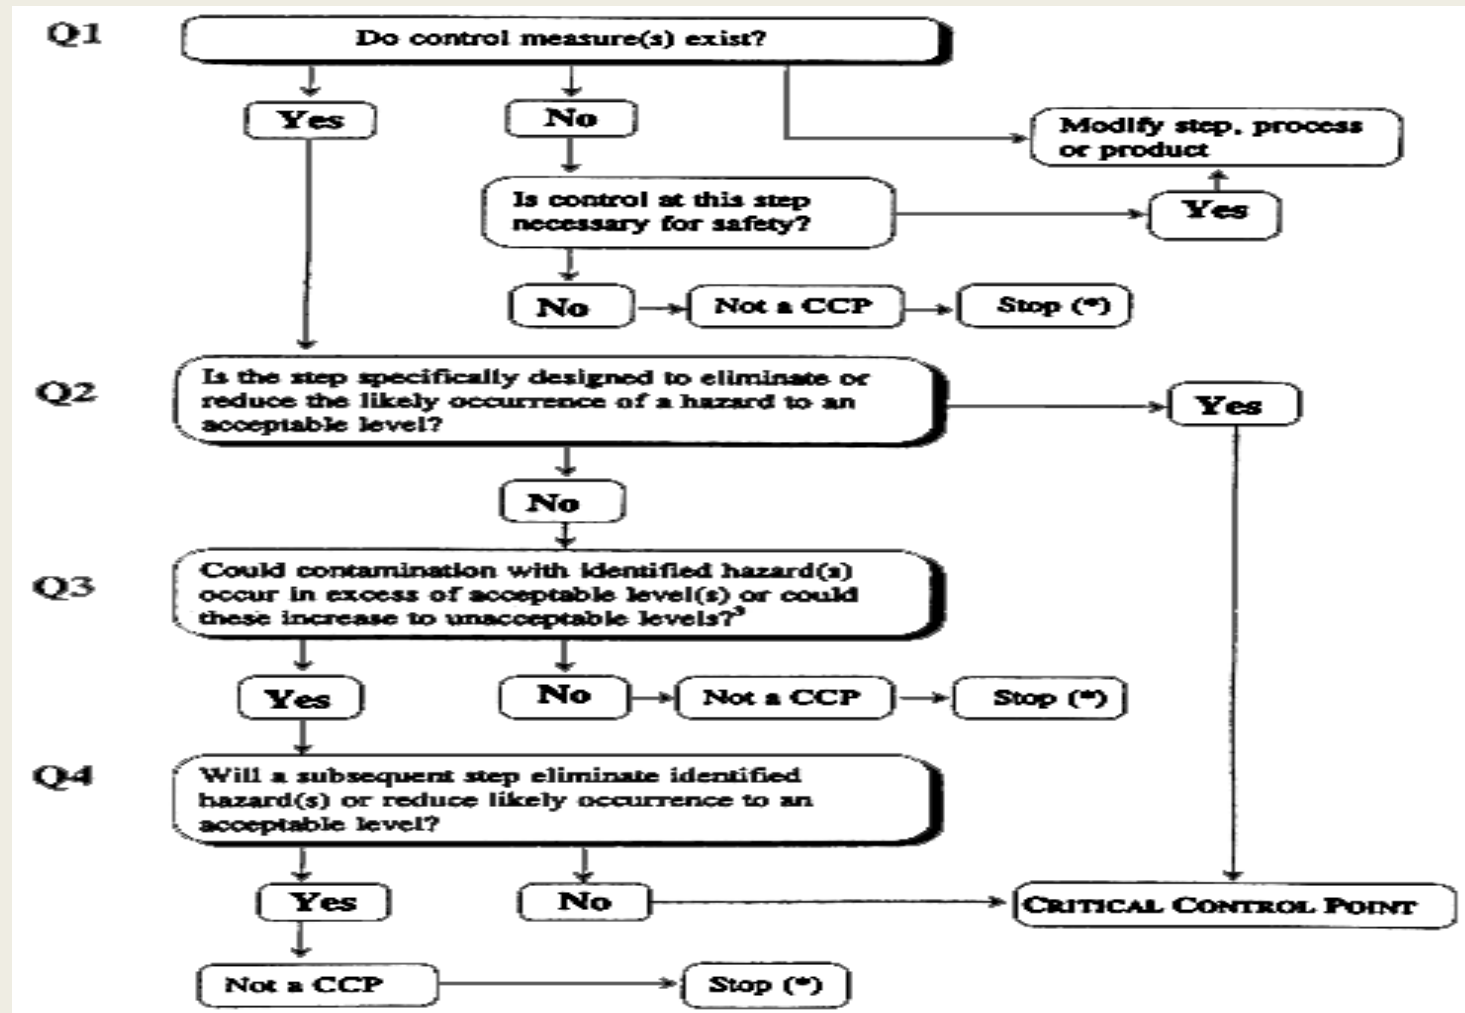 Q1
Do control measure(s) exist?
Yes
No
Modify step, process
or product
Is control at this step
necessary for safety?
Yes
No
Not a CCP
Stop (*)
Q2
Is the step specifically designed to eliminate or
reduce the likely occurrence of a hazard to an
acceptable level?
Yes
No
Q3
Could contamination with identified hazard(s)
occur in excess of acceptable level(s) or could
these increase to unacceptable levels?³
Yes
No
Not a CCP
Stop (*)
Q4
Will a subsequent step eliminate identified
hazard(s) or reduce likely occurrence to an
acceptable level?
Yes
No
CRITICAL CONTROL POINT
Not a CCP
Stop (*)